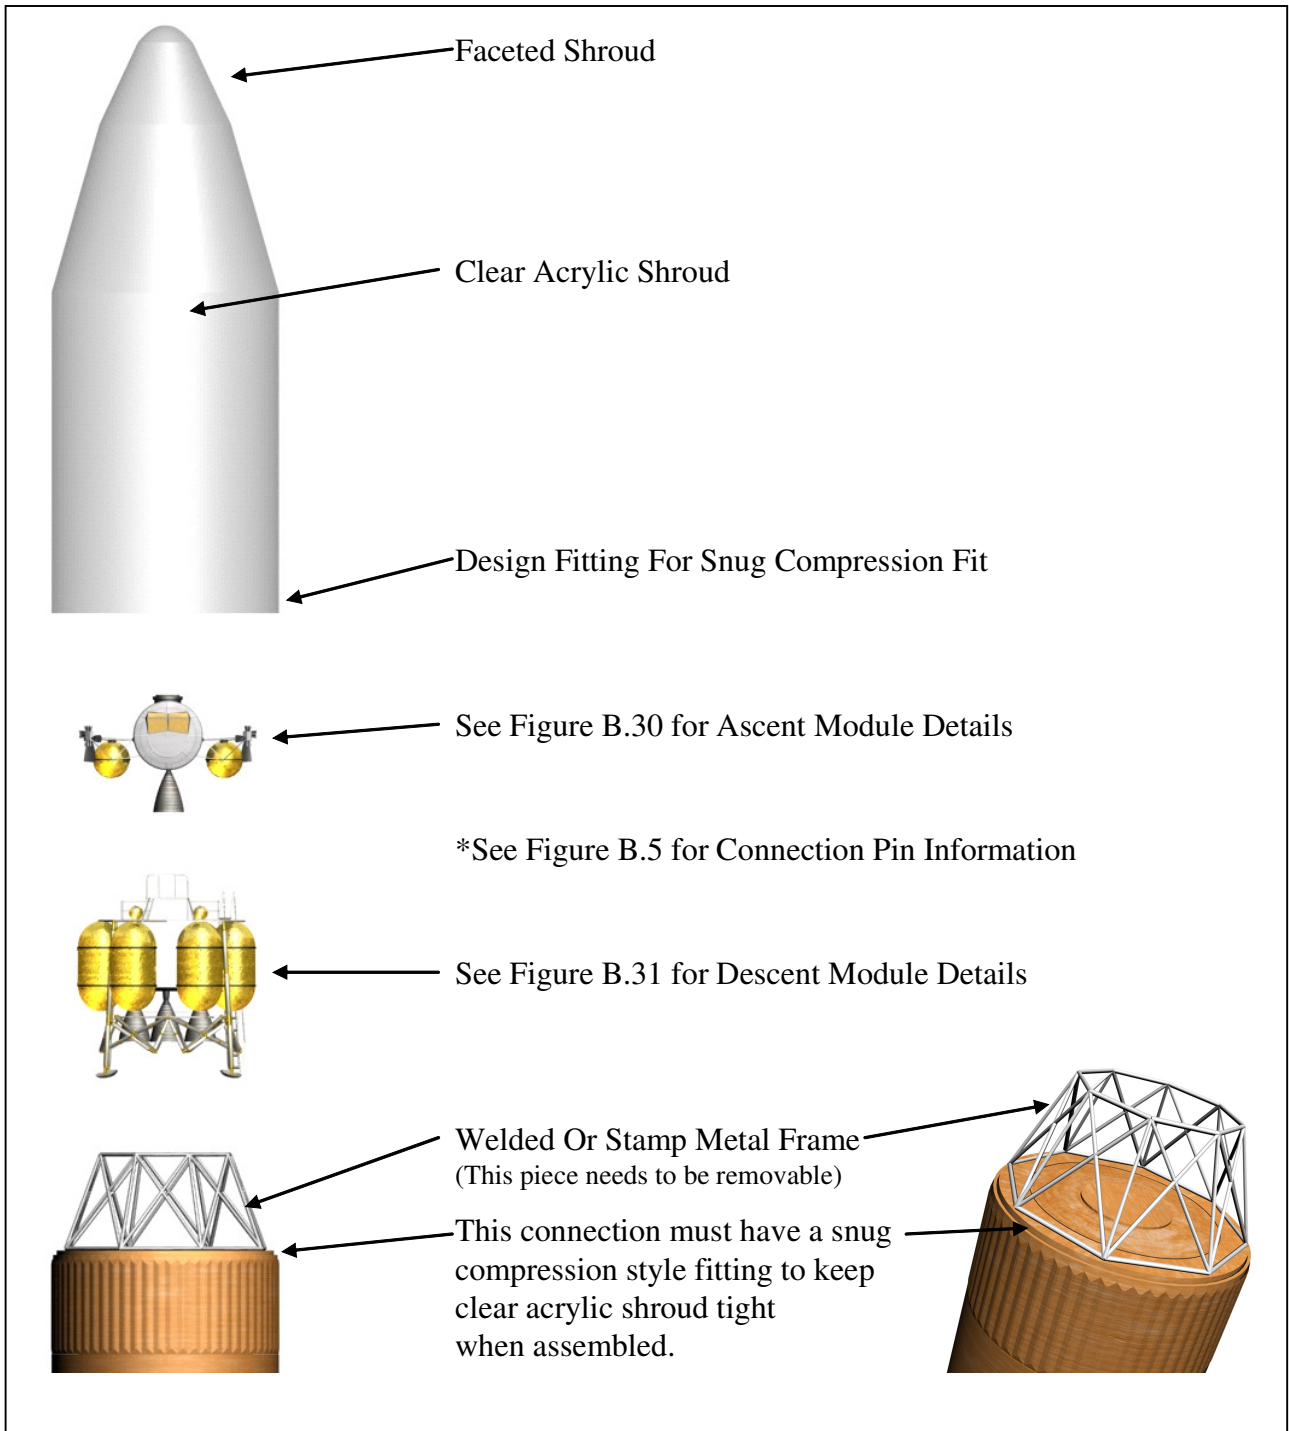 Faceted Shroud
Clear Acrylic Shroud
Design Fitting For Snug Compression Fit
See Figure B.30 for Ascent Module Details
*See Figure B.5 for Connection Pin Information
See Figure B.31 for Descent Module Details
Welded Or Stamp Metal Frame
(This piece needs to be removable)
This connection must have a snug
compression style fitting to keep
clear acrylic shroud tight
when assembled.